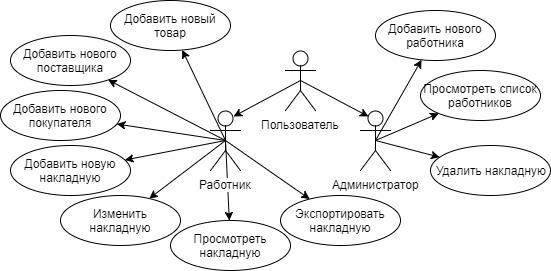 Добавить новый
товар
Добавить нового
поставщика
Добавить нового
покупателя
Добавить новую
накладную
Изменить
накладную
Просмотреть
накладную
Экспортировать
накладную
Работник
Пользователь
Администратор
Добавить нового
работника
Просмотреть список
работников
Удалить накладную